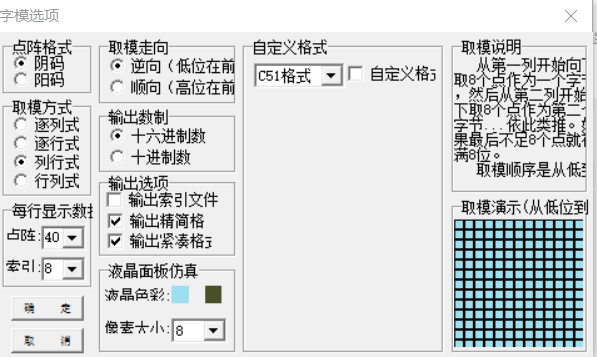 字模选项
点阵格式
阴码
阳码
取模方式
逐列式
逐行式
列行式
行列式
每行显示数
点阵: 40
索引: 8
确 定
取 消
取模走向
逆向(低位在前
顺向(高位在前
输出数制
十六进制数
十进制数
输出选项
输出索引文件
输出精简格
输出紧凑格式
液晶面板仿真
液晶色彩:
像素大小: 8
自定义格式
C51格式
自定义格式
取模说明
从第一列开始向下
取8个点作为一个字节
,然后从第二列开始
下取8个点作为第二个
字节...依此类推。如
果最后不足8个点就补
满8位。
取模顺序是从低到
取模演示(从低位到